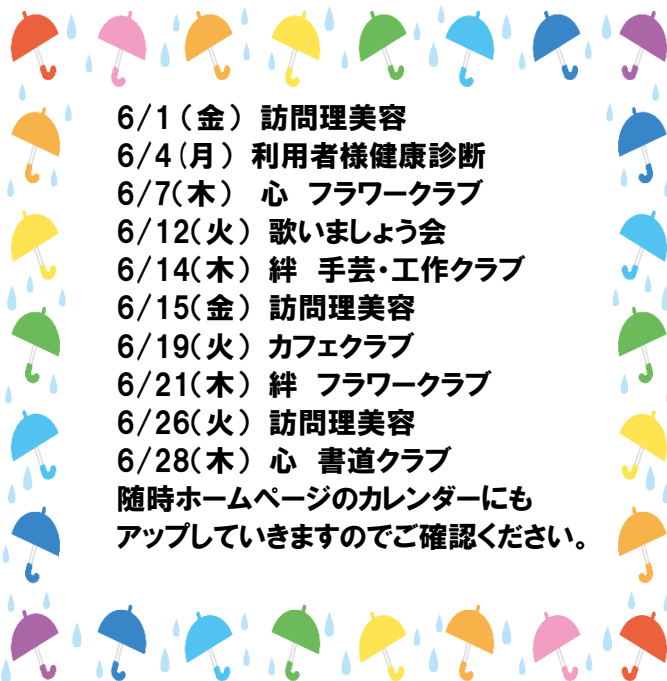 6/1（金） 訪問理美容
6/4（月） 利用者様健康診断
6/7（木） 心　フラワークラブ
6/12（火） 歌いましょう会
6/14（木） 絆　手芸・工作クラブ
6/15（金） 訪問理美容
6/19（火） カフェクラブ
6/21（木） 絆　フラワークラブ
6/26（火） 訪問理美容
6/28（木） 心　書道クラブ
随時ホームページのカレンダーにも
アップしていきますのでご確認ください。